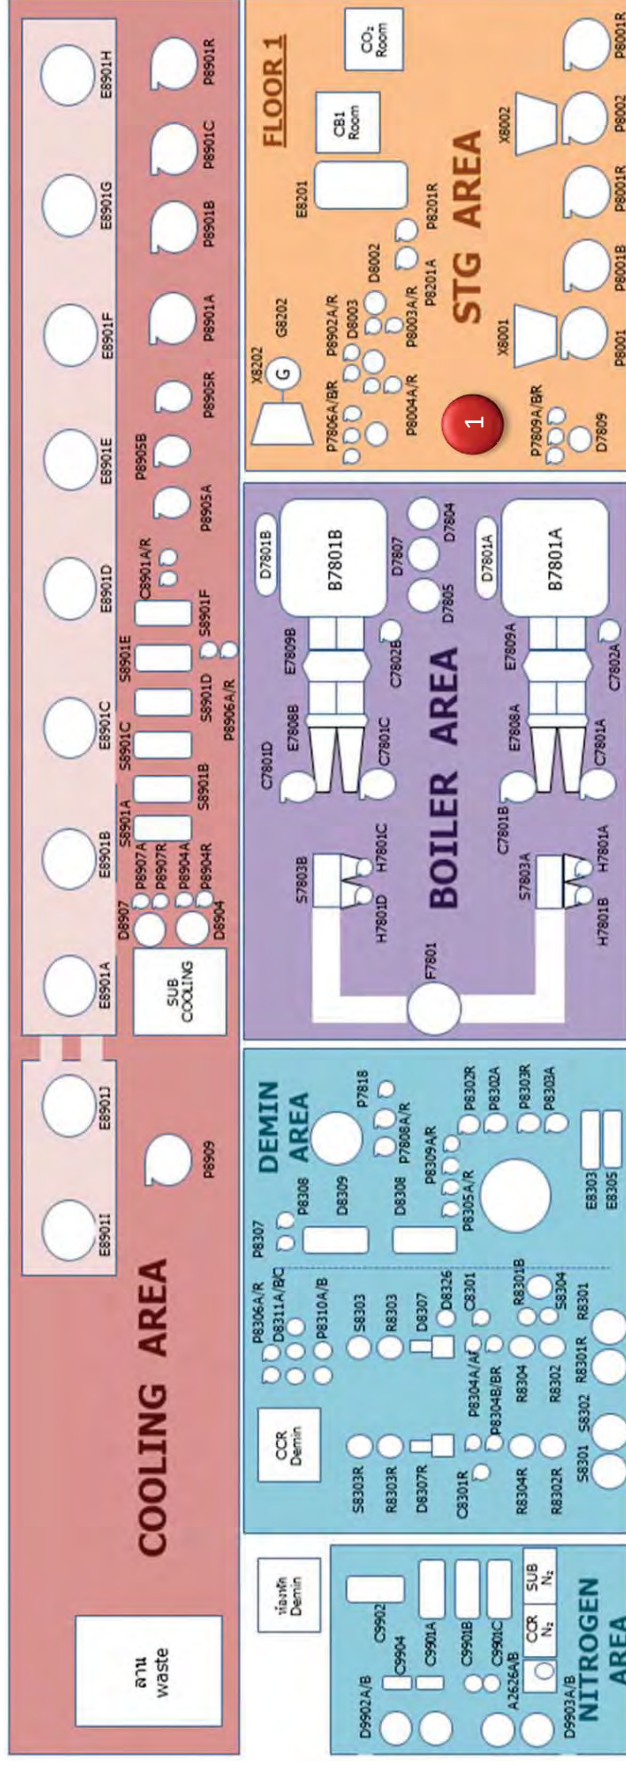 COOLING AREA
ลาน
waste
E8901I
E8901J
E8901A
E8901B
E8901C
E8901D
E8901E
E8901F
E8901G
E8901H
P8909
SUB
COOLING
D8907
P8907A
P8907R
P8904A
P8904R
D8904
S8901A
S8901B
S8901C
S8901D
S8901E
S8901F
P8906A/R
C8901A/R
P8905A
P8905B
P8905R
P8901A
P8901B
P8901C
P8901R
ห้องพัก
Demin
NITROGEN
AREA
D9902A/B
C9902
C9904
C9901A
C9901B
C9901C
A2626A/B
CCR
N₂
SUB
N₂
D9903A/B
DEMIN
AREA
CCR
Demin
P8306A/R
D8311A/B/C
P8310A/B
P8307
P8308
D8309
D8308
P7818
P7808A/R
P8309A/R
P8305A/R
P8302R
P8302A
P8303R
P8303A
E8303
E8305
S8303R
R8303R
D8307R
C8301R
R8304R
R8302R
S8301
S8302
S8303
R8303
D8307
D8326
C8301
P8304A/AR
P8304B/BR
R8304
R8302
R8301B
S8304
R8301R
R8301
BOILER AREA
F7801
S7803B
H7801D
H7801C
S7803A
H7801B
H7801A
C7801D
E7808B
C7801C
E7809B
C7802B
D7801B
B7801B
D7805
D7807
D7804
C7801B
E7808A
C7801A
E7809A
C7802A
D7801A
B7801A
FLOOR 1
STG AREA
CB1
Room
CO₂
Room
X8202
G8202
G
E8201
P7806A/B/R
P8902A/R
D8003
D8002
P8004A/R
P8003A/R
P8201A
P8201R
1
P7809A/B/R
D7809
X8001
P8001
P8001B
P8001R
X8002
P8002
P8001R